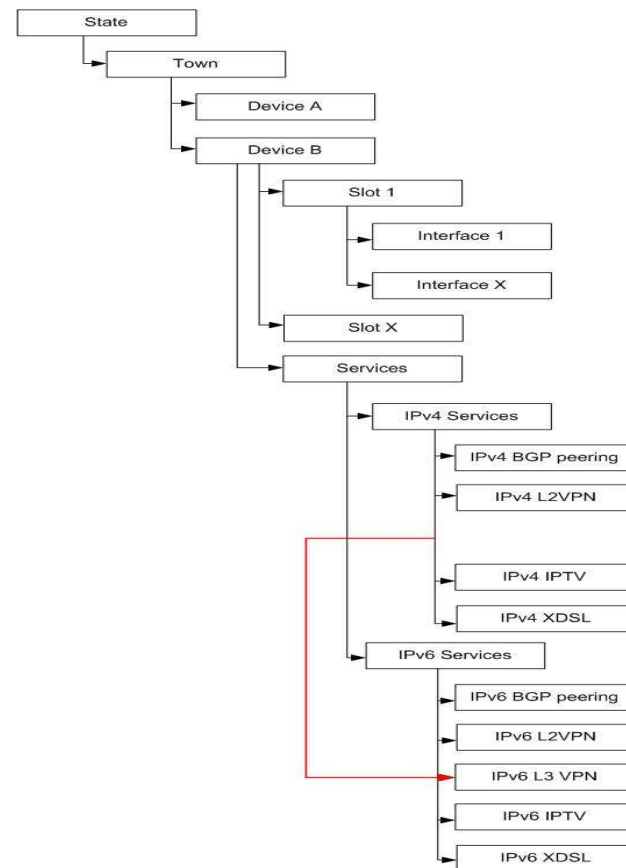 State
Town
Device A
Device B
Slot 1
Interface 1
Interface X
Slot X
Services
IPv4 Services
IPv4 BGP peering
IPv4 L2VPN
IPv4 IPTV
IPv4 XDSL
IPv6 Services
IPv6 BGP peering
IPv6 L2VPN
IPv6 L3 VPN
IPv6 IPTV
IPv6 XDSL